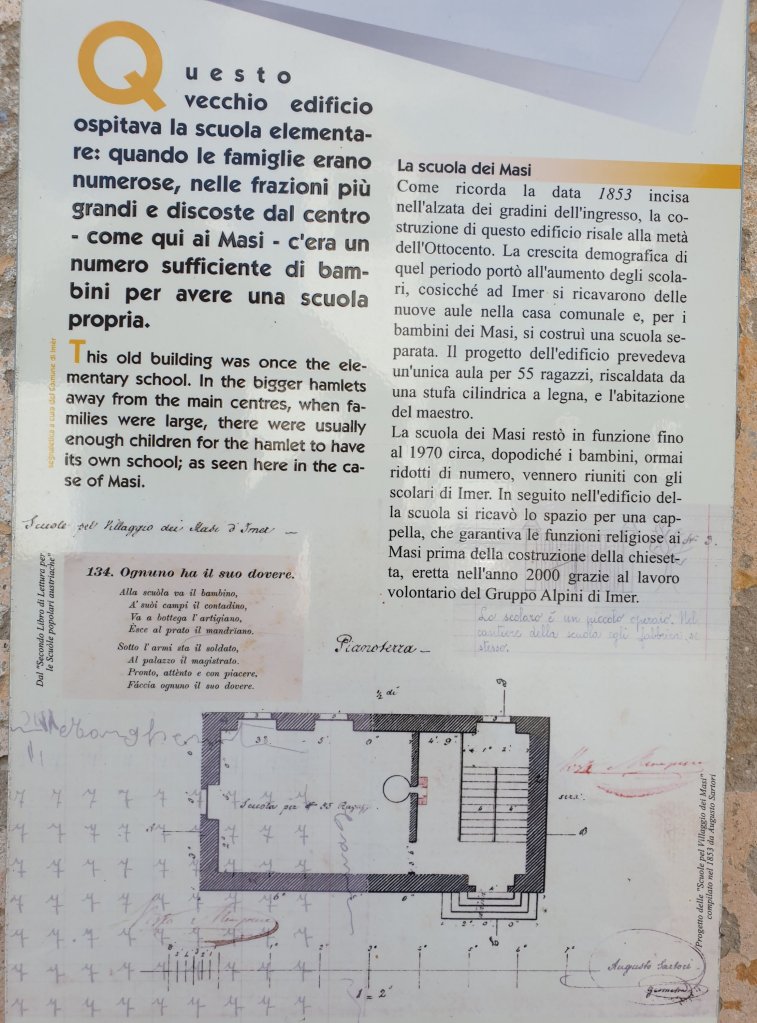 Questo
vecchio edificio
ospitava la scuola elementa-
re: quando le famiglie erano
numerose, nelle frazioni più
grandi e discoste dal centro
- come qui ai Masi - c'era un
numero sufficiente di bam-
bini per avere una scuola
propria.
This old building was once the ele-
mentary school. In the bigger hamlets
away from the main centres, when fa-
milies were large, there were usually
enough children for the hamlet to have
its own school; as seen here in the ca-
se of Masi.
segnaletica a cura del Comune di Imèr
La scuola dei Masi
Come ricorda la data 1853 incisa
nell'alzata dei gradini dell'ingresso, la co-
struzione di questo edificio risale alla metà
dell'Ottocento. La crescita demografica di
quel periodo portò all'aumento degli scola-
ri, cosicché ad Imer si ricavarono delle
nuove aule nella casa comunale e, per i
bambini dei Masi, si costruì una scuola se-
parata. Il progetto dell'edificio prevedeva
un'unica aula per 55 ragazzi, riscaldata da
una stufa cilindrica a legna, e l'abitazione
del maestro.
La scuola dei Masi restò in funzione fino
al 1970 circa, dopodiché i bambini, ormai
ridotti di numero, vennero riuniti con gli
scolari di Imer. In seguito nell'edificio del-
la scuola si ricavò lo spazio per una cap-
pella, che garantiva le funzioni religiose ai
Masi prima della costruzione della chieset-
ta, eretta nell'anno 2000 grazie al lavoro
volontario del Gruppo Alpini di Imer.
Scuole pel Villaggio dei Masi d'Imer
134. Ognuno ha il suo dovere.
Alla scuòla va il bambino,
A' suòi campi il contadino,
Va a bottega l'artigiano,
Èsce al prato il mandriano.
Sotto l'armi sta il soldato,
Al palazzo il magistrato.
Pronto, attènto e con piacere,
Fáccia ognuno il suo dovere.
Dal "Secondo Libro di Lettura per
le Scuole popolari austriache"
Lo scolaro è un piccolo operaio. Nel
cantiere della scuola egli fabbrica se
stesso.
Pianoterra
Scuola per 55 Ragazzi
Progetto delle "Scuole pel Villaggio dei Masi"
compilato nel 1853 da Augusto Sartori
1 = 2'
Augusto Sartori
Geometra